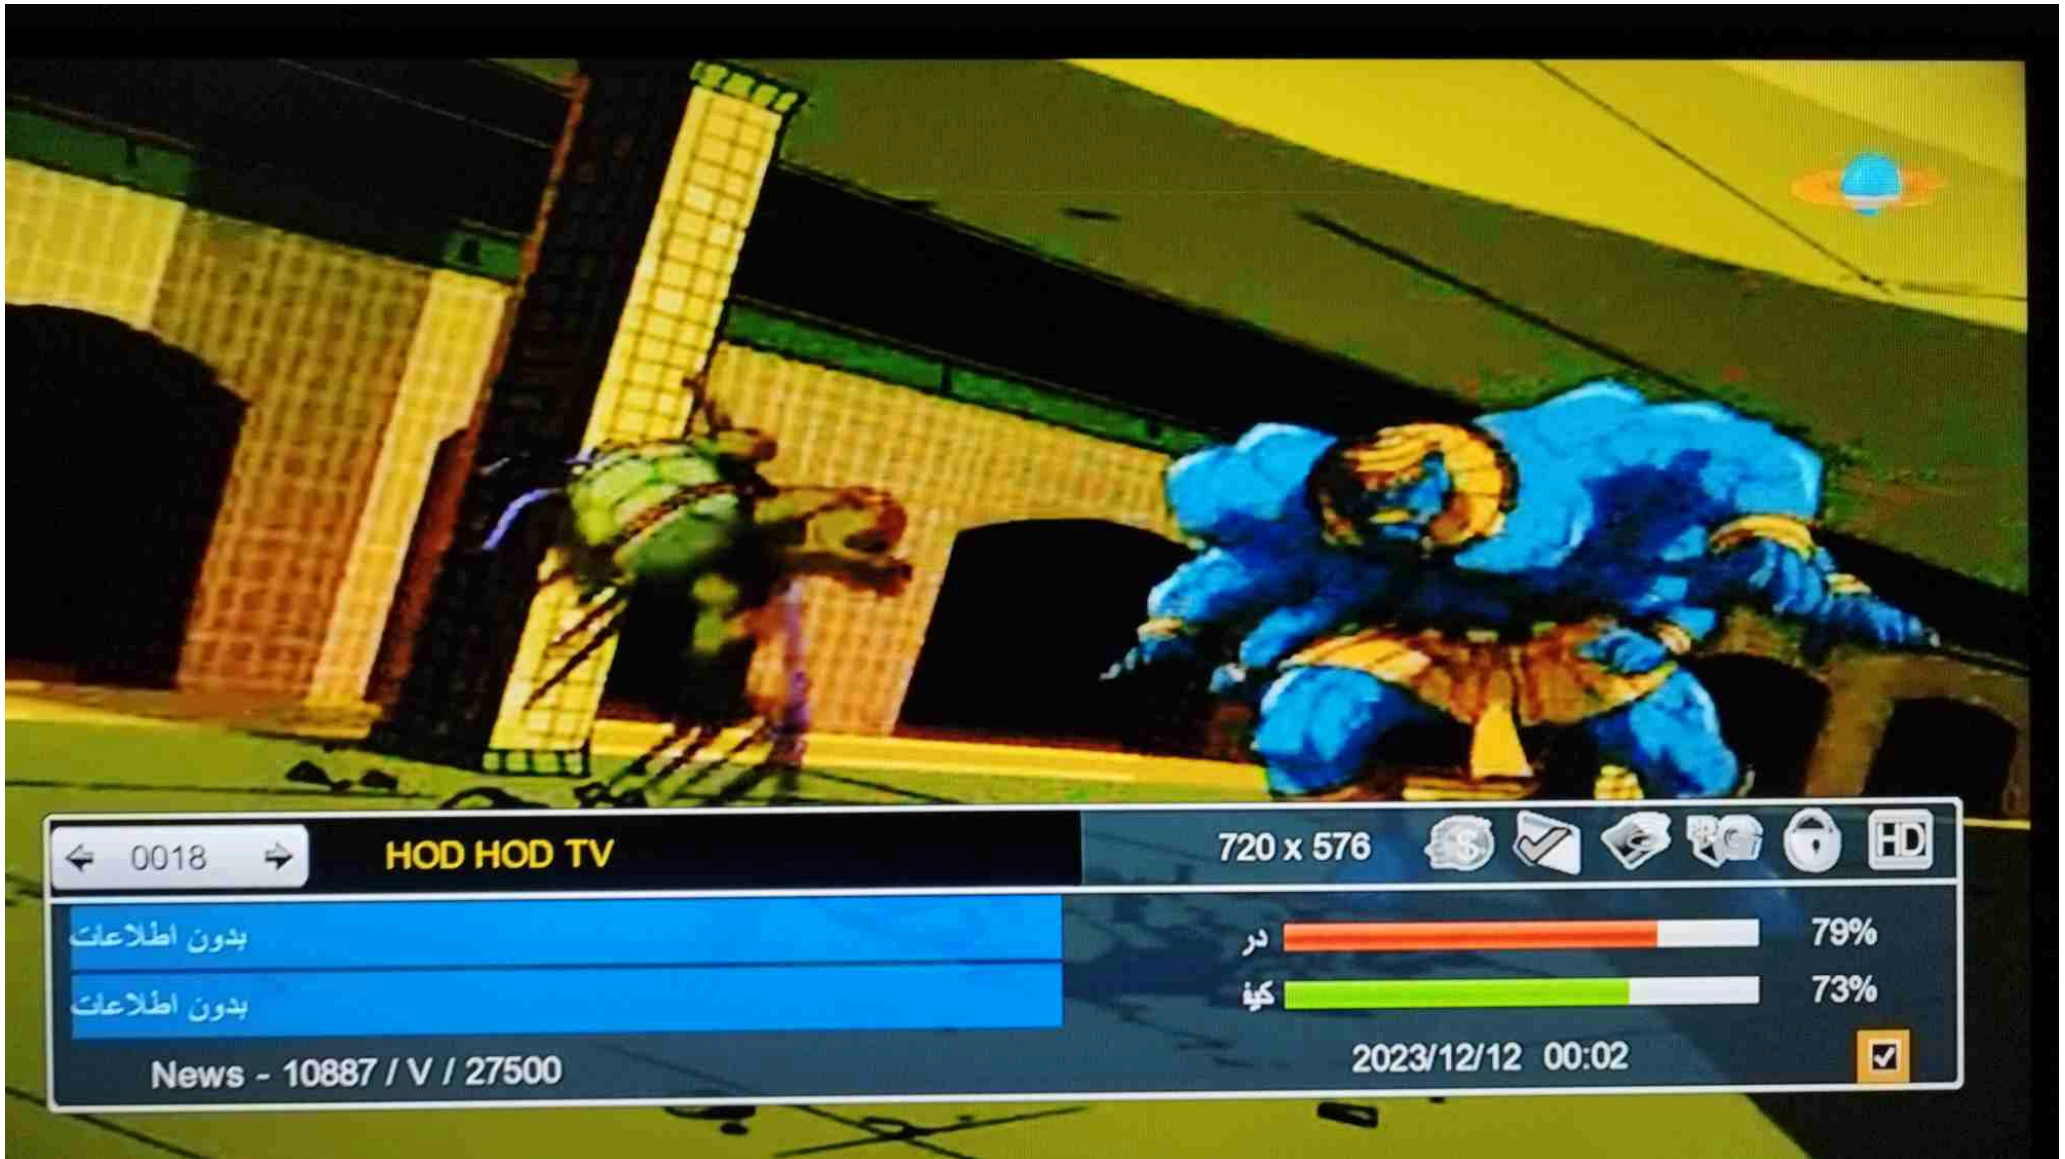 0018
HOD HOD TV
720 x 576
HD
بدون اطلاعات
در
79%
بدون اطلاعات
كيف
73%
News - 10887 / V / 27500
2023/12/12 00:02